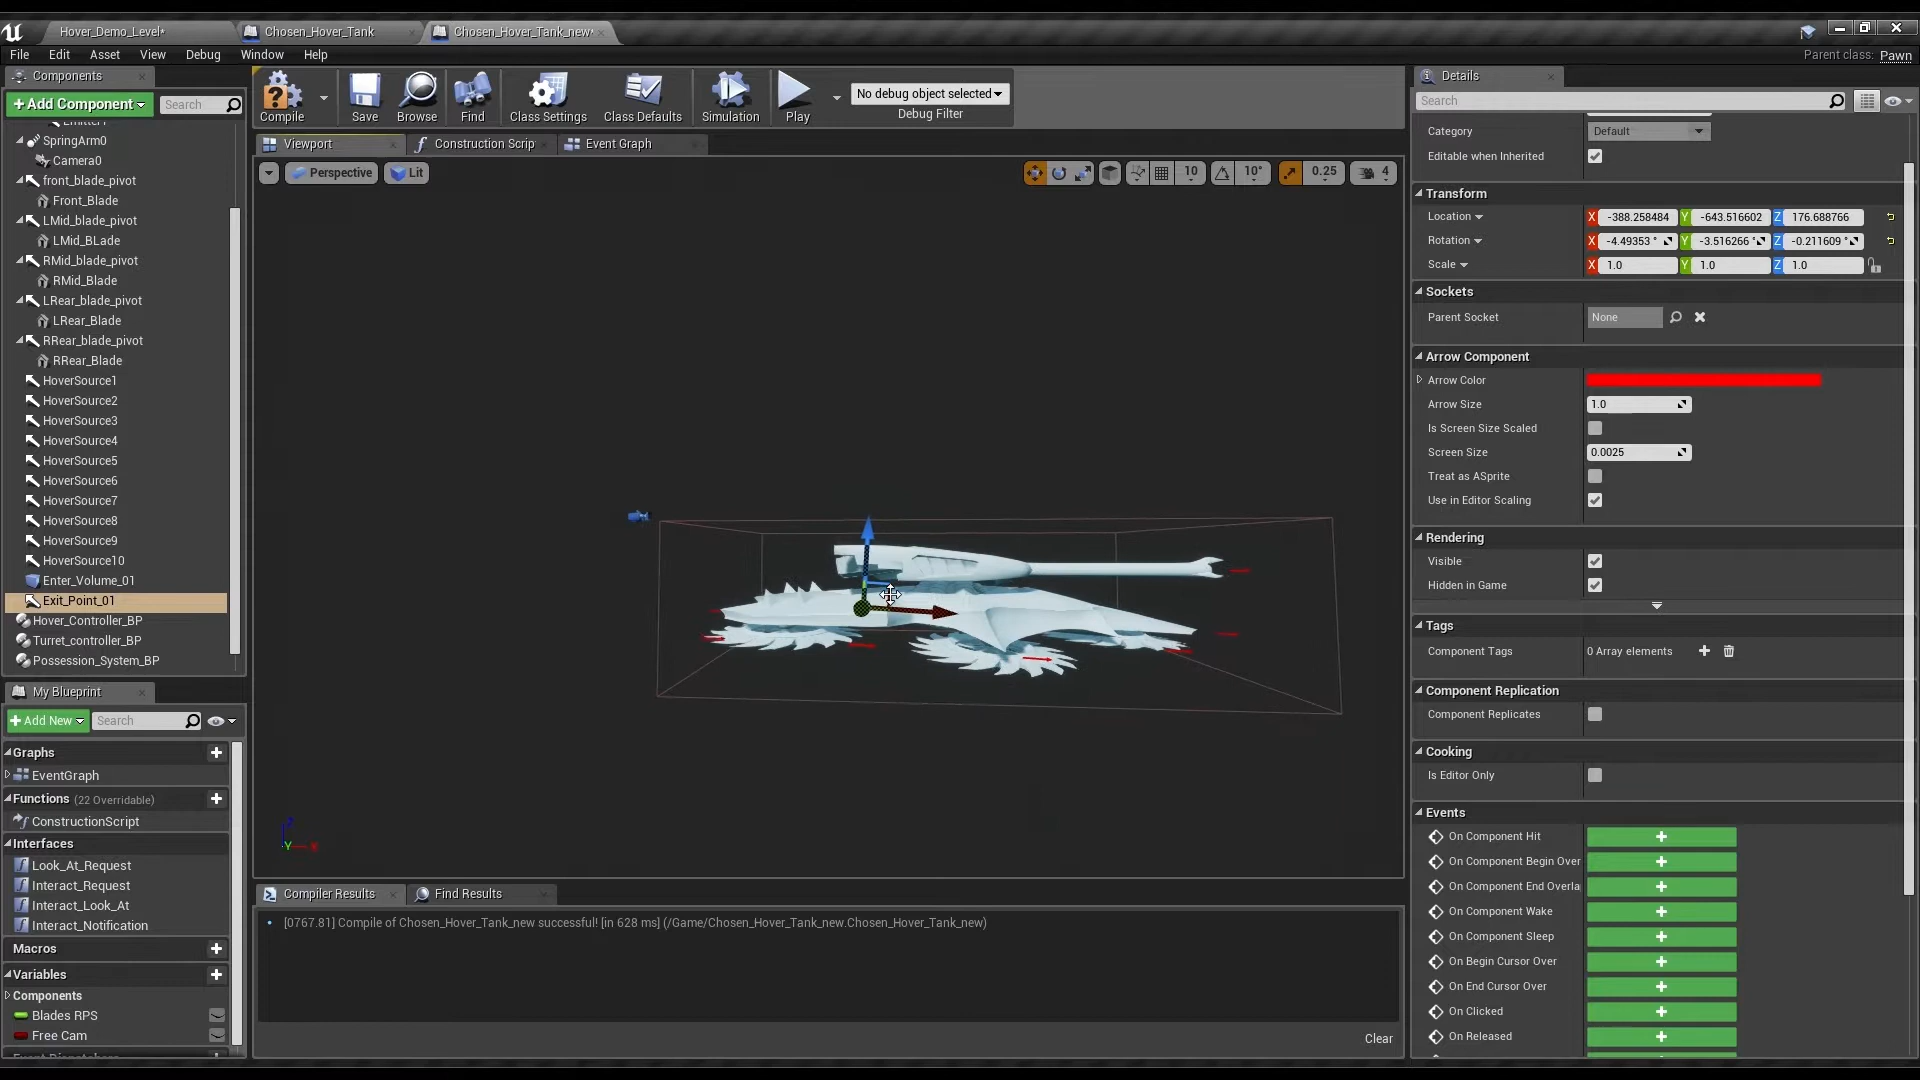 Hover_Demo_Level*
Chosen_Hover_Tank
Chosen_Hover_Tank_new*
File Edit Asset View Debug Window Help
Parent class: Pawn
Components
+Add Component
Search
SpringArm0
Camera0
front_blade_pivot
Front_Blade
LMid_blade_pivot
LMid_BLade
RMid_blade_pivot
RMid_Blade
LRear_blade_pivot
LRear_Blade
RRear_blade_pivot
RRear_Blade
HoverSource1
HoverSource2
HoverSource3
HoverSource4
HoverSource5
HoverSource6
HoverSource7
HoverSource8
HoverSource9
HoverSource10
Enter_Volume_01
Exit_Point_01
Hover_Controller_BP
Turret_controller_BP
Possession_System_BP
My Blueprint
+Add New
Search
Graphs
EventGraph
Functions (22 Overridable)
ConstructionScript
Interfaces
Look_At_Request
Interact_Request
Interact_Look_At
Interact_Notification
Macros
Variables
Components
Blades RPS
Free Cam
Compile
Save
Browse
Find
Class Settings
Class Defaults
Simulation
Play
No debug object selected
Debug Filter
Viewport
Construction Scrip
Event Graph
Perspective
Lit
10
10°
0.25
4
Z
Y
X
Compiler Results
Find Results
[0767.81] Compile of Chosen_Hover_Tank_new successful! [in 628 ms] (/Game/Chosen_Hover_Tank_new.Chosen_Hover_Tank_new)
Clear
Details
Search
Category Default
Editable when Inherited
Transform
Location X -388.258484 Y -643.516602 Z 176.688766
Rotation X -4.49353 ° Y -3.516266 ° Z -0.211609 °
Scale X 1.0 Y 1.0 Z 1.0
Sockets
Parent Socket None
Arrow Component
Arrow Color
Arrow Size 1.0
Is Screen Size Scaled
Screen Size 0.0025
Treat as ASprite
Use in Editor Scaling
Rendering
Visible
Hidden in Game
Tags
Component Tags 0 Array elements
Component Replication
Component Replicates
Cooking
Is Editor Only
Events
On Component Hit
On Component Begin Over
On Component End Overla
On Component Wake
On Component Sleep
On Begin Cursor Over
On End Cursor Over
On Clicked
On Released